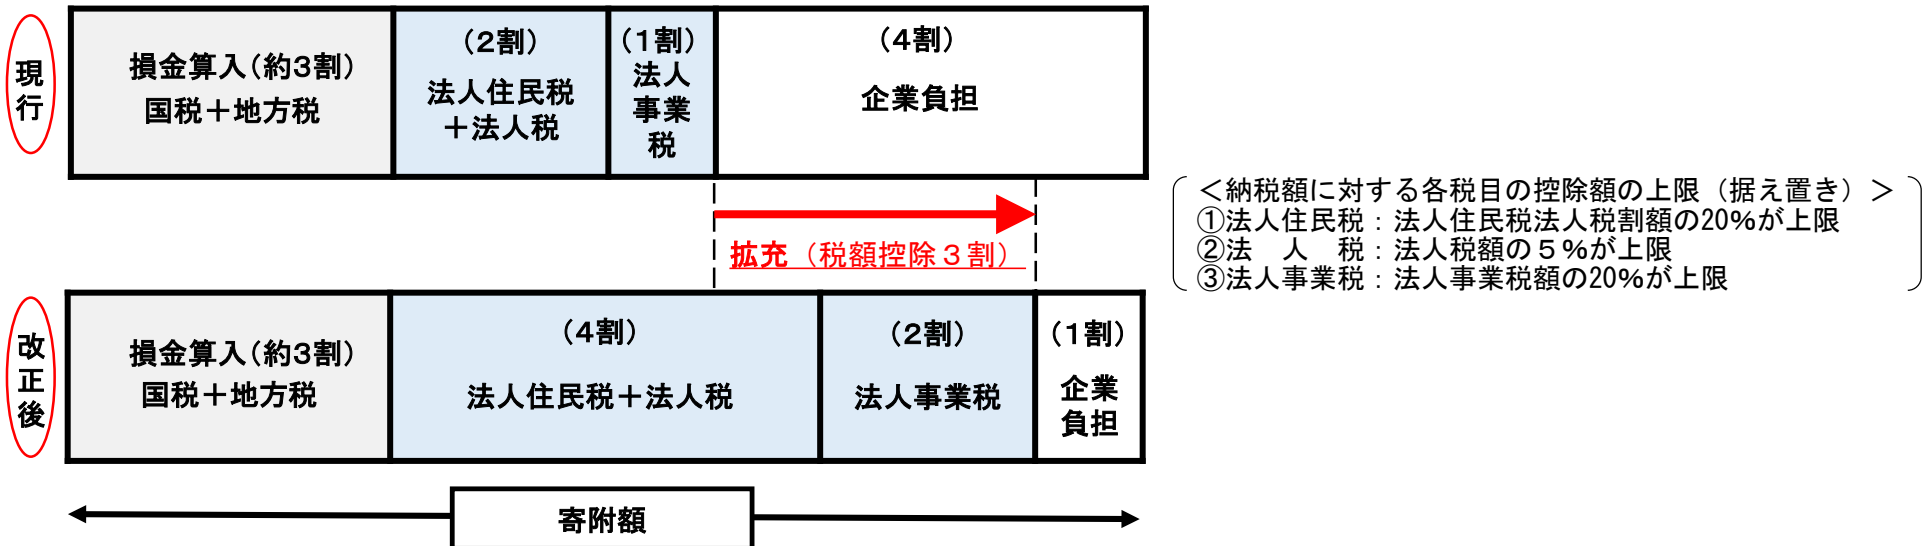 現
行
損金算入（約3割）
国税＋地方税
（2割）
法人住民税
＋法人税
（1割）
法人
事業
税
（4割）
企業負担
拡充（税額控除３割）
＜納税額に対する各税目の控除額の上限（据え置き）＞
①法人住民税：法人住民税法人税割額の20%が上限
②法　人　税：法人税額の５%が上限
③法人事業税：法人事業税額の20%が上限
改
正
後
損金算入（約3割）
国税＋地方税
（4割）
法人住民税＋法人税
（2割）
法人事業税
（1割）
企業
負担
寄附額